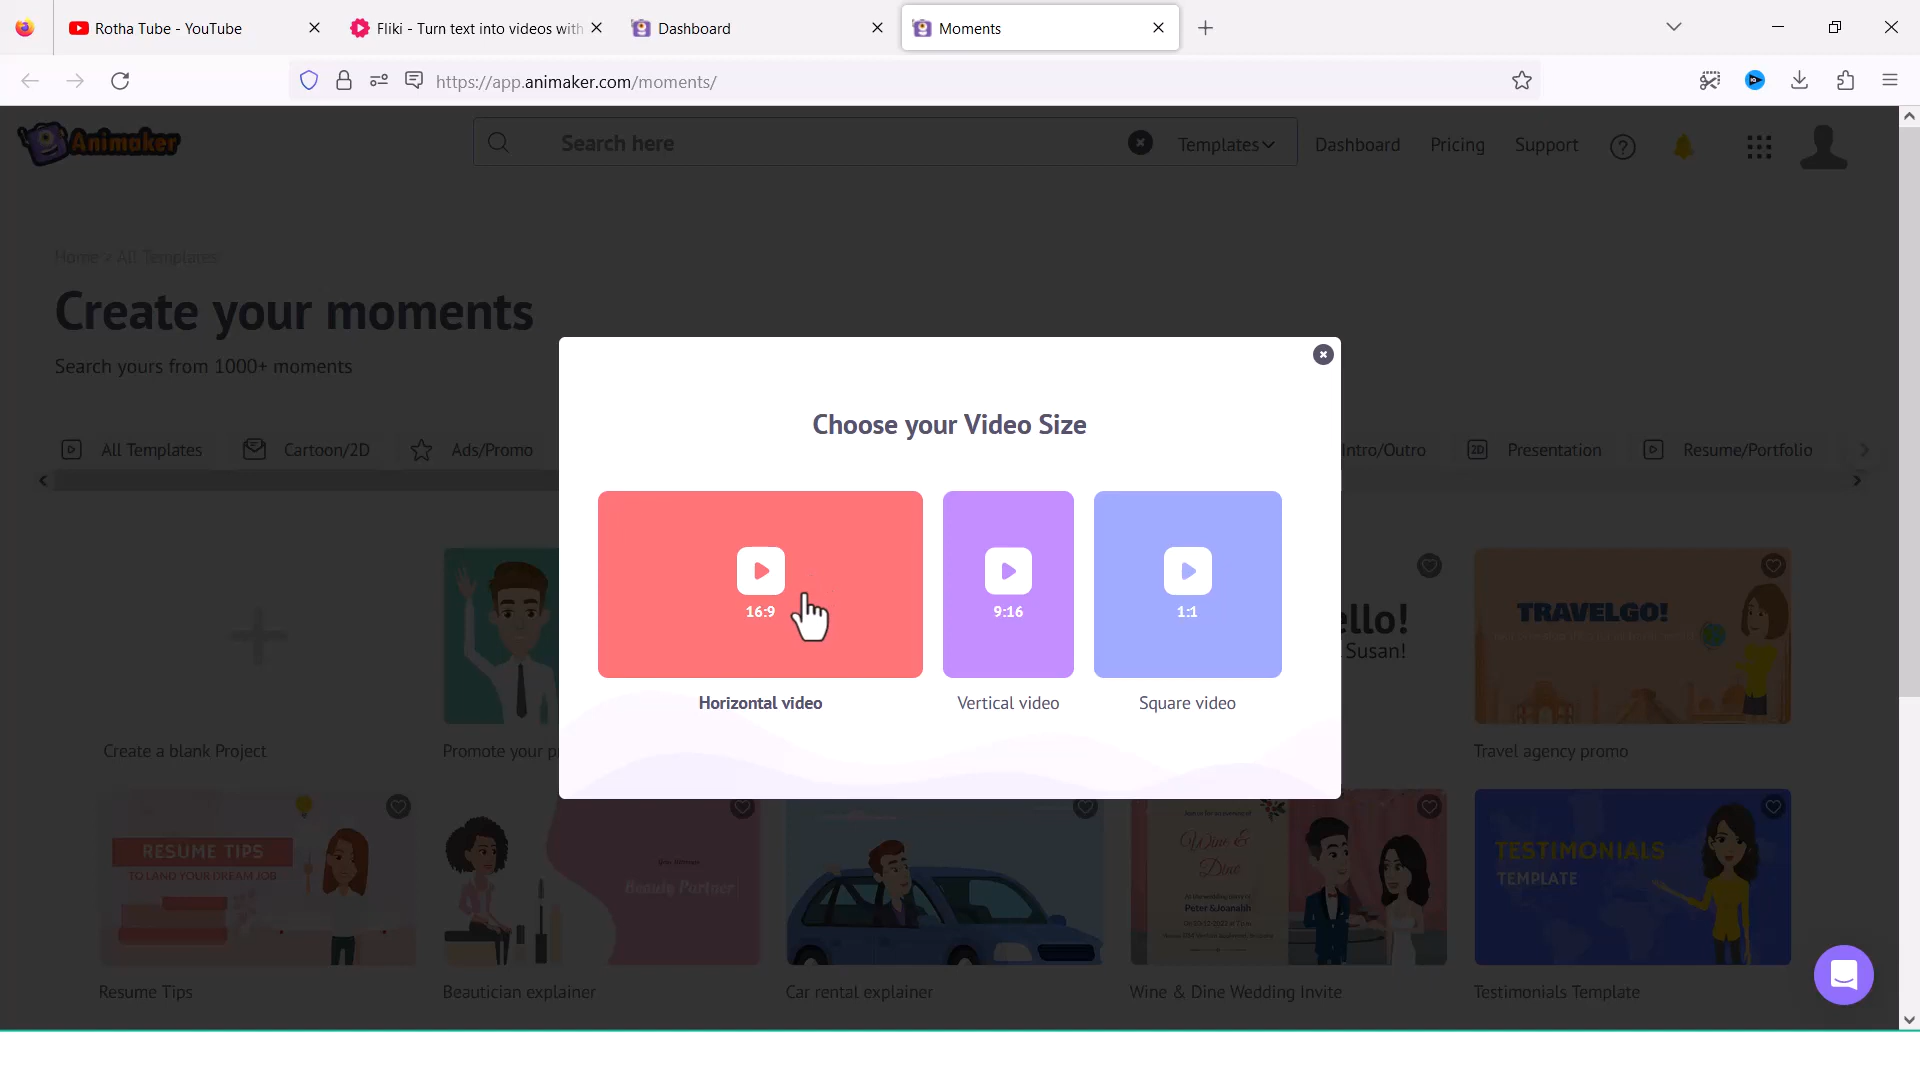 Rotha Tube - YouTube
Fliki - Turn text into videos with
Dashboard
Moments
https://app.animaker.com/moments/
Animaker
Search here
Templates
Dashboard
Pricing
Support
Home > All Templates
Create your moments
Search yours from 1000+ moments
All Templates
Cartoon/2D
Ads/Promo
Intro/Outro
Presentation
Resume/Portfolio
Choose your Video Size
16:9
9:16
1:1
Horizontal video
Vertical video
Square video
ello!
Susan!
TRAVELGO!
Create a blank Project
Promote your p
Travel agency promo
RESUME TIPS
TO LAND YOUR DREAM JOB
Beauty Partner
Wine &
Dine
Peter & Joanahh
TESTIMONIALS
TEMPLATE
Resume Tips
Beautician explainer
Car rental explainer
Wine & Dine Wedding Invite
Testimonials Template